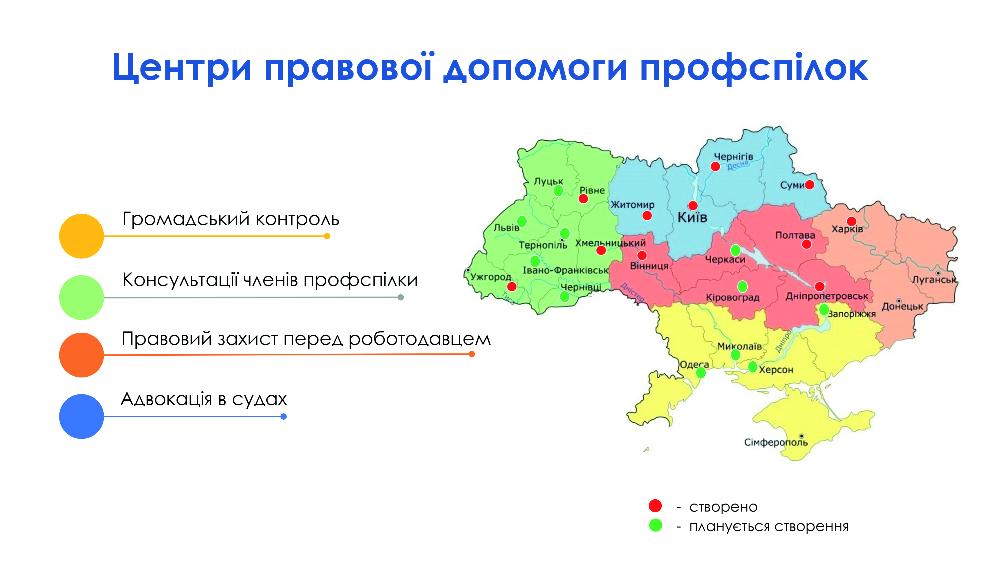 Центри правової допомоги профспілок
Громадський контроль
Консультації членів профспілки
Правовий захист перед роботодавцем
Адвокація в судах
Чернігів
Десна
Луцьк
Суми
Рівне
Житомир
Київ
Львів
Харків
Полтава
Тернопіль
Хмельницький
Черкаси
Вінниця
Івано-Франківськ
Ужгород
Луганськ
Чернівці
Дністер
Тиса
Кіровоград
Дніпропетровськ
Донецьк
Запоріжжя
Дніпро
Миколаїв
Одеса
Херсон
Сімферополь
- створено
- планується створення